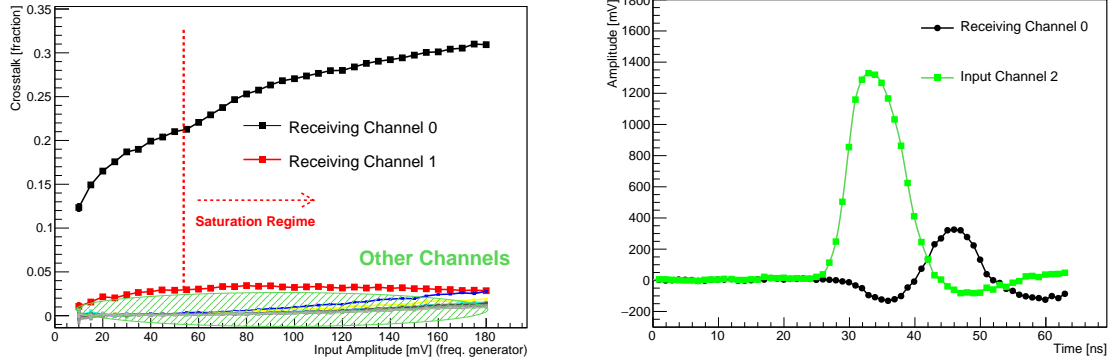 Crosstalk [fraction]
0.35
0.3
0.25
0.2
0.15
0.1
0.05
0
Receiving Channel 0
Receiving Channel 1
Saturation Regime
Other Channels
0 20 40 60 80 100 120 140 160 180
Input Amplitude [mV] (freq. generator)
Amplitude [mV]
1800
1600
1400
1200
1000
800
600
400
200
0
−200
Receiving Channel 0
Input Channel 2
0 10 20 30 40 50 60
Time [ns]